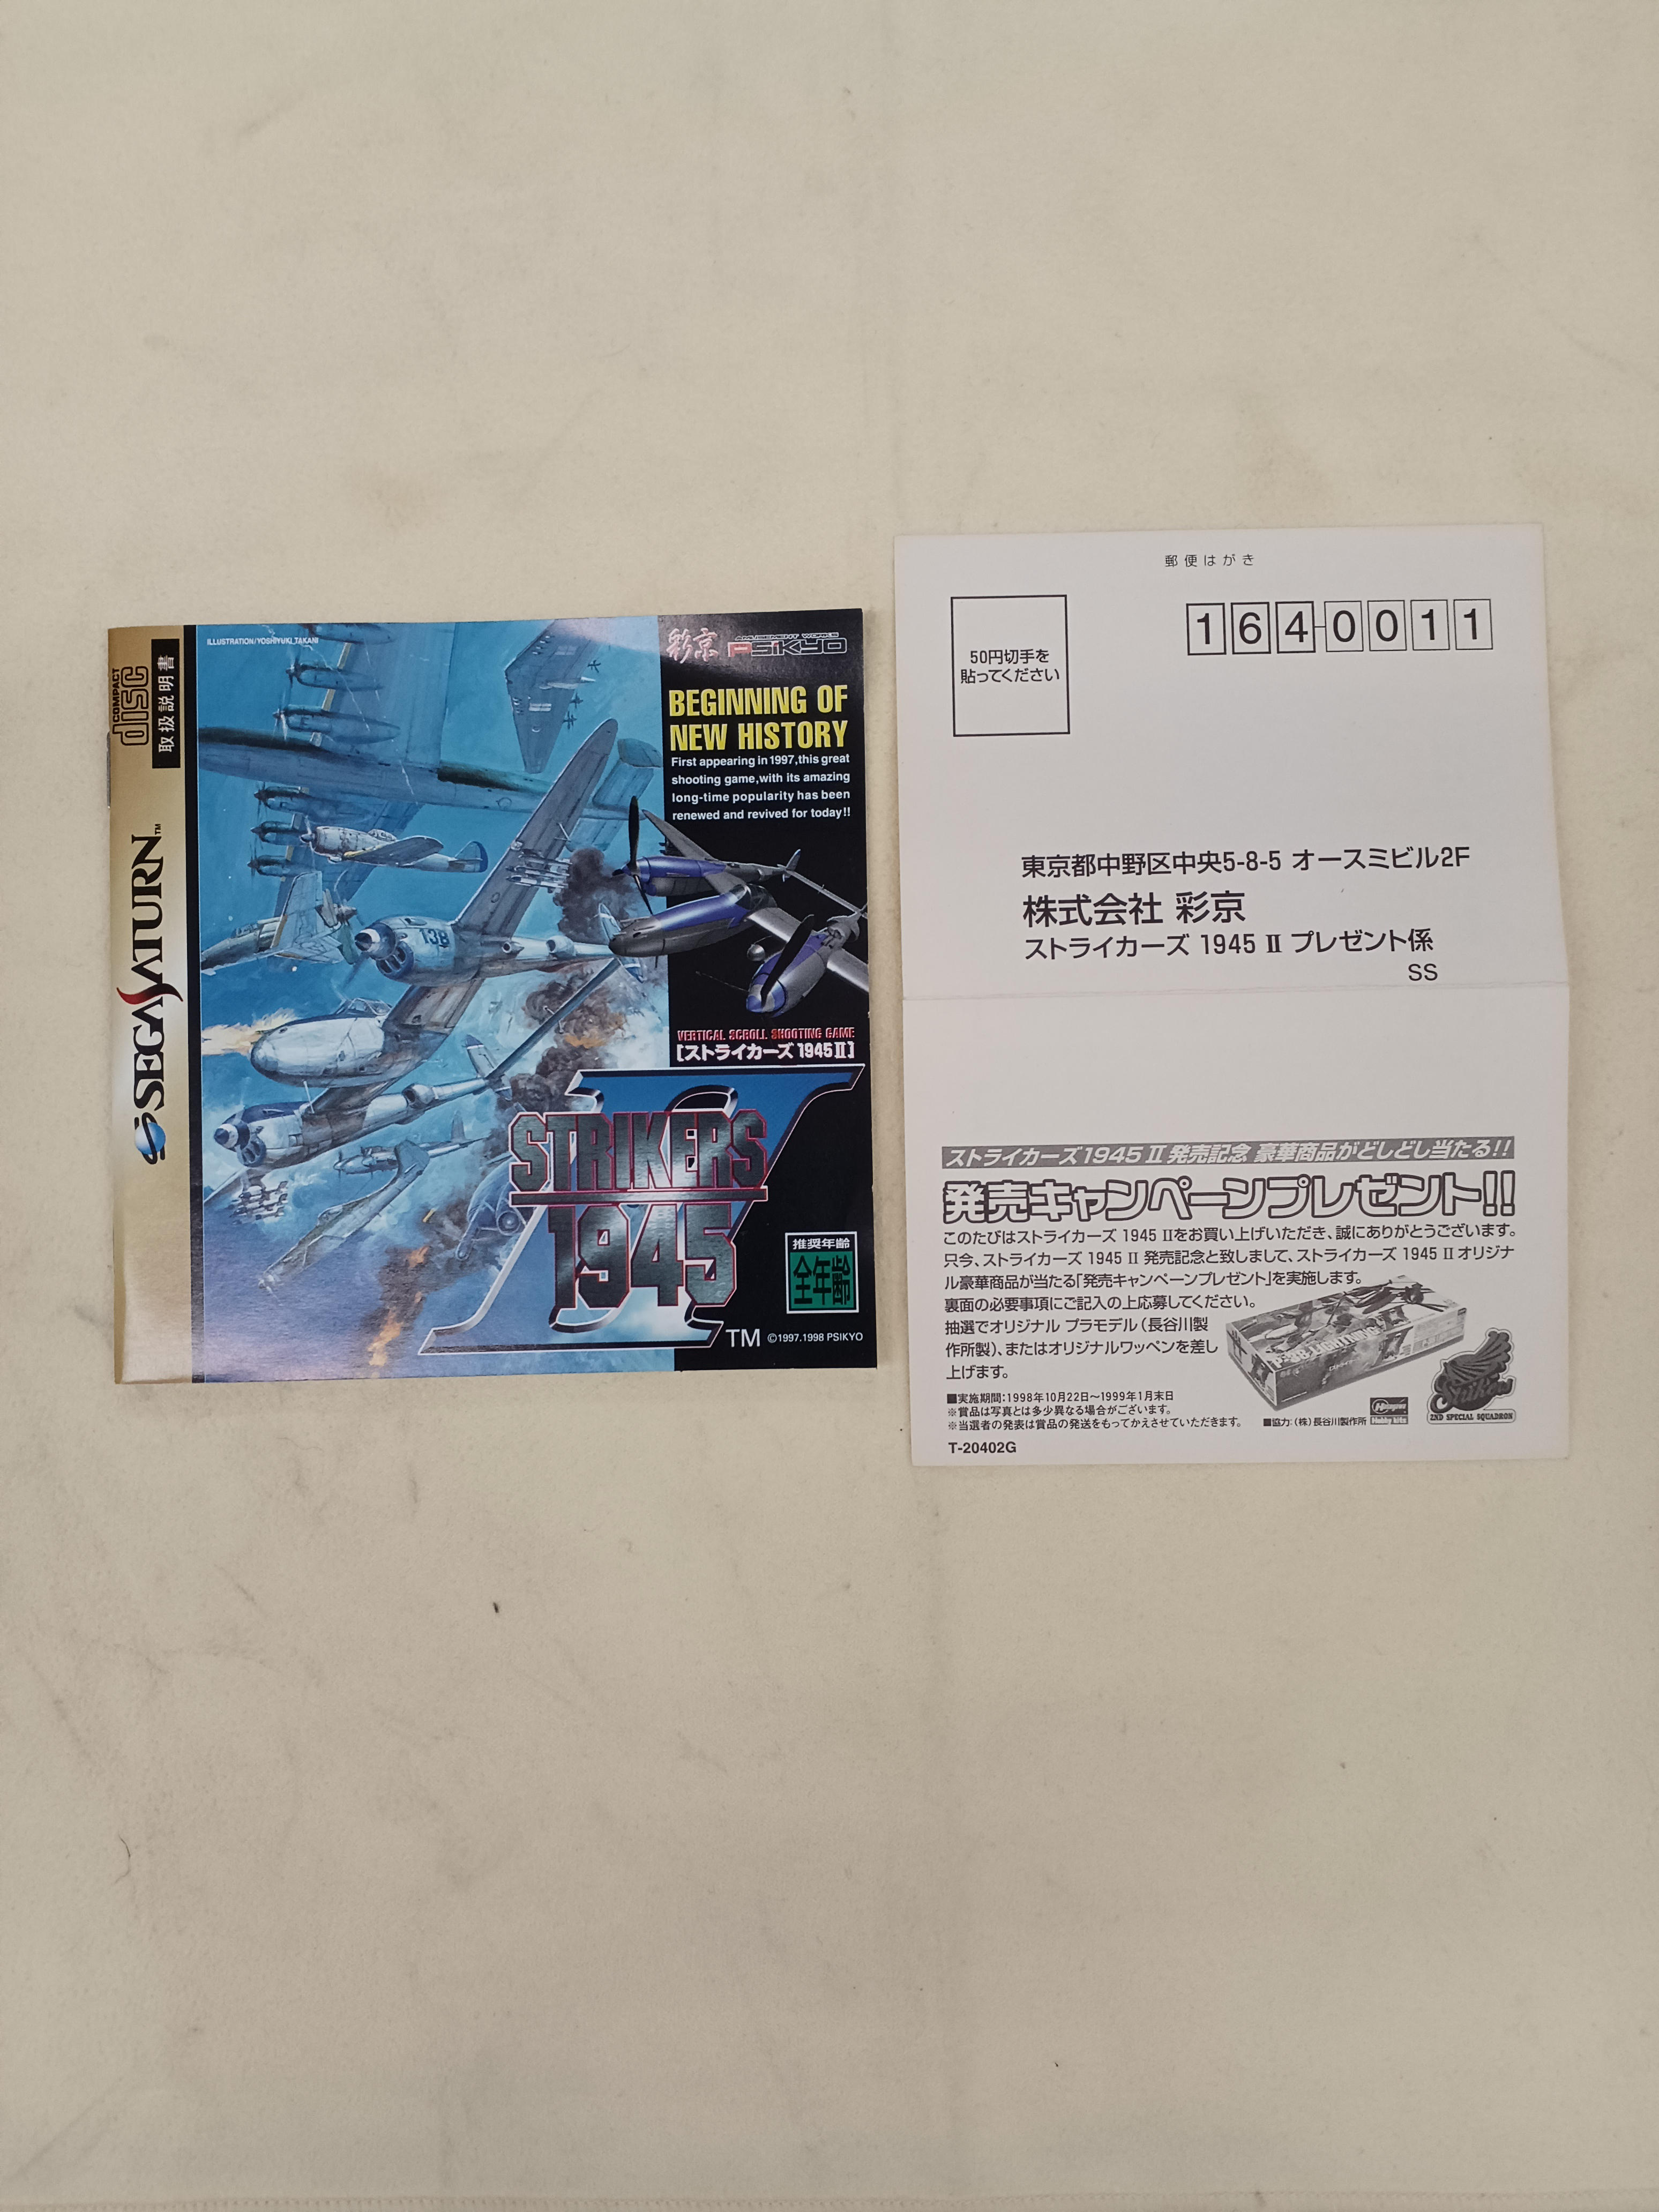 COMPACT
disc
取扱説明書
SEGA SATURN™
ILLUSTRATION/YOSHIYUKI TAKANI
彩京 AMUSEMENT WORKS
PSIKYO
BEGINNING OF
NEW HISTORY
First appearing in 1997,this great
shooting game,with its amazing
long-time popularity has been
renewed and revived for today!!
138
VERTICAL SCROLL SHOOTING GAME
[ストライカーズ1945II]
II
STRIKERS
1945
推奨年齢
全年齢
TM ©1997.1998 PSIKYO
郵便はがき
50円切手を
貼ってください
164-0011
東京都中野区中央5-8-5 オースミビル2F
株式会社 彩京
ストライカーズ 1945 II プレゼント係
SS
ストライカーズ1945 II 発売記念 豪華商品がどしどし当たる!!
発売キャンペーンプレゼント!!
このたびはストライカーズ 1945 IIをお買い上げいただき、誠にありがとうございます。
只今、ストライカーズ 1945 II 発売記念と致しまして、ストライカーズ 1945 II オリジナ
ル豪華商品が当たる「発売キャンペーンプレゼント」を実施します。
裏面の必要事項にご記入の上応募してください。
抽選でオリジナル プラモデル（長谷川製
作所製）、またはオリジナルワッペンを差し
上げます。
P-38 LIGHTNING
■実施期間：1998年10月22日～1999年1月末日
※賞品は写真とは多少異なる場合がございます。
※当選者の発表は賞品の発送をもってかえさせていただきます。
■協力：（株）長谷川製作所
Hasegawa
Hobby kits
2ND SPECIAL SQUADRON
T-20402G